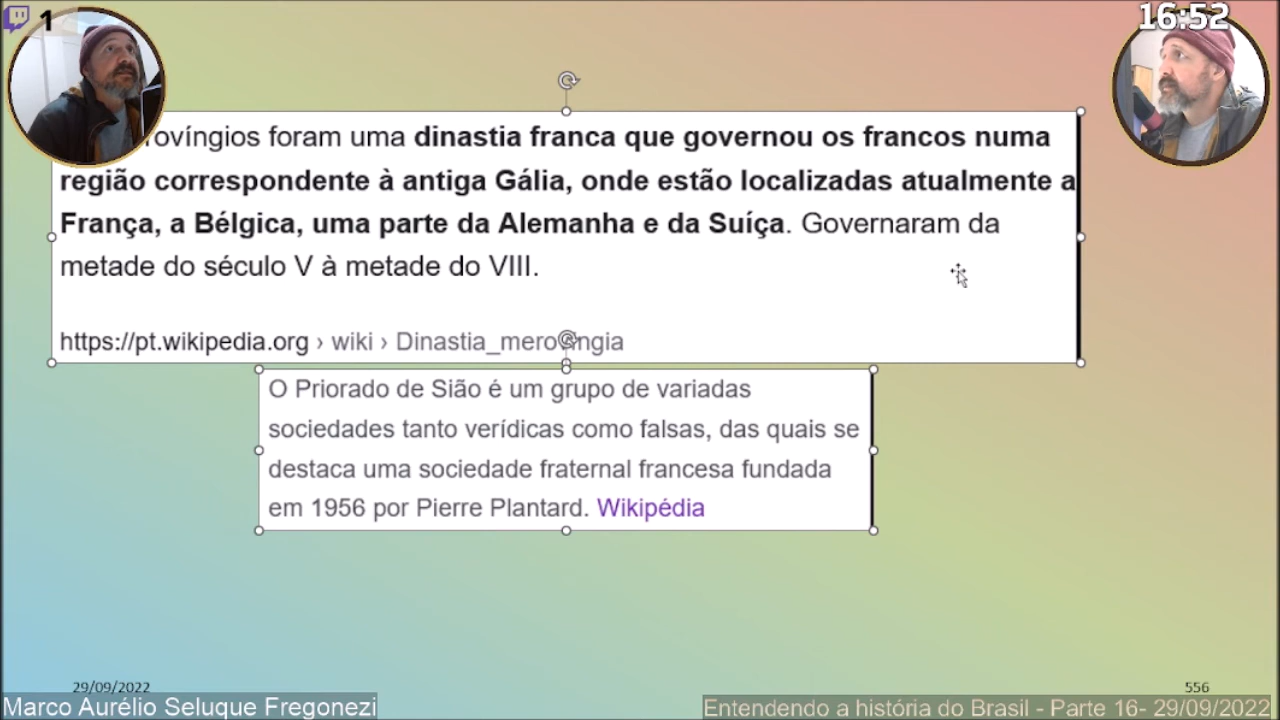 1
16:52
rovíngios foram uma dinastia franca que governou os francos numa
região correspondente à antiga Gália, onde estão localizadas atualmente a
França, a Bélgica, uma parte da Alemanha e da Suíça. Governaram da
metade do século V à metade do VIII.
https://pt.wikipedia.org › wiki › Dinastia_merovíngia
O Priorado de Sião é um grupo de variadas
sociedades tanto verídicas como falsas, das quais se
destaca uma sociedade fraternal francesa fundada
em 1956 por Pierre Plantard. Wikipédia
29/09/2022
556
Marco Aurélio Seluque Fregonezi
Entendendo a história do Brasil - Parte 16- 29/09/2022